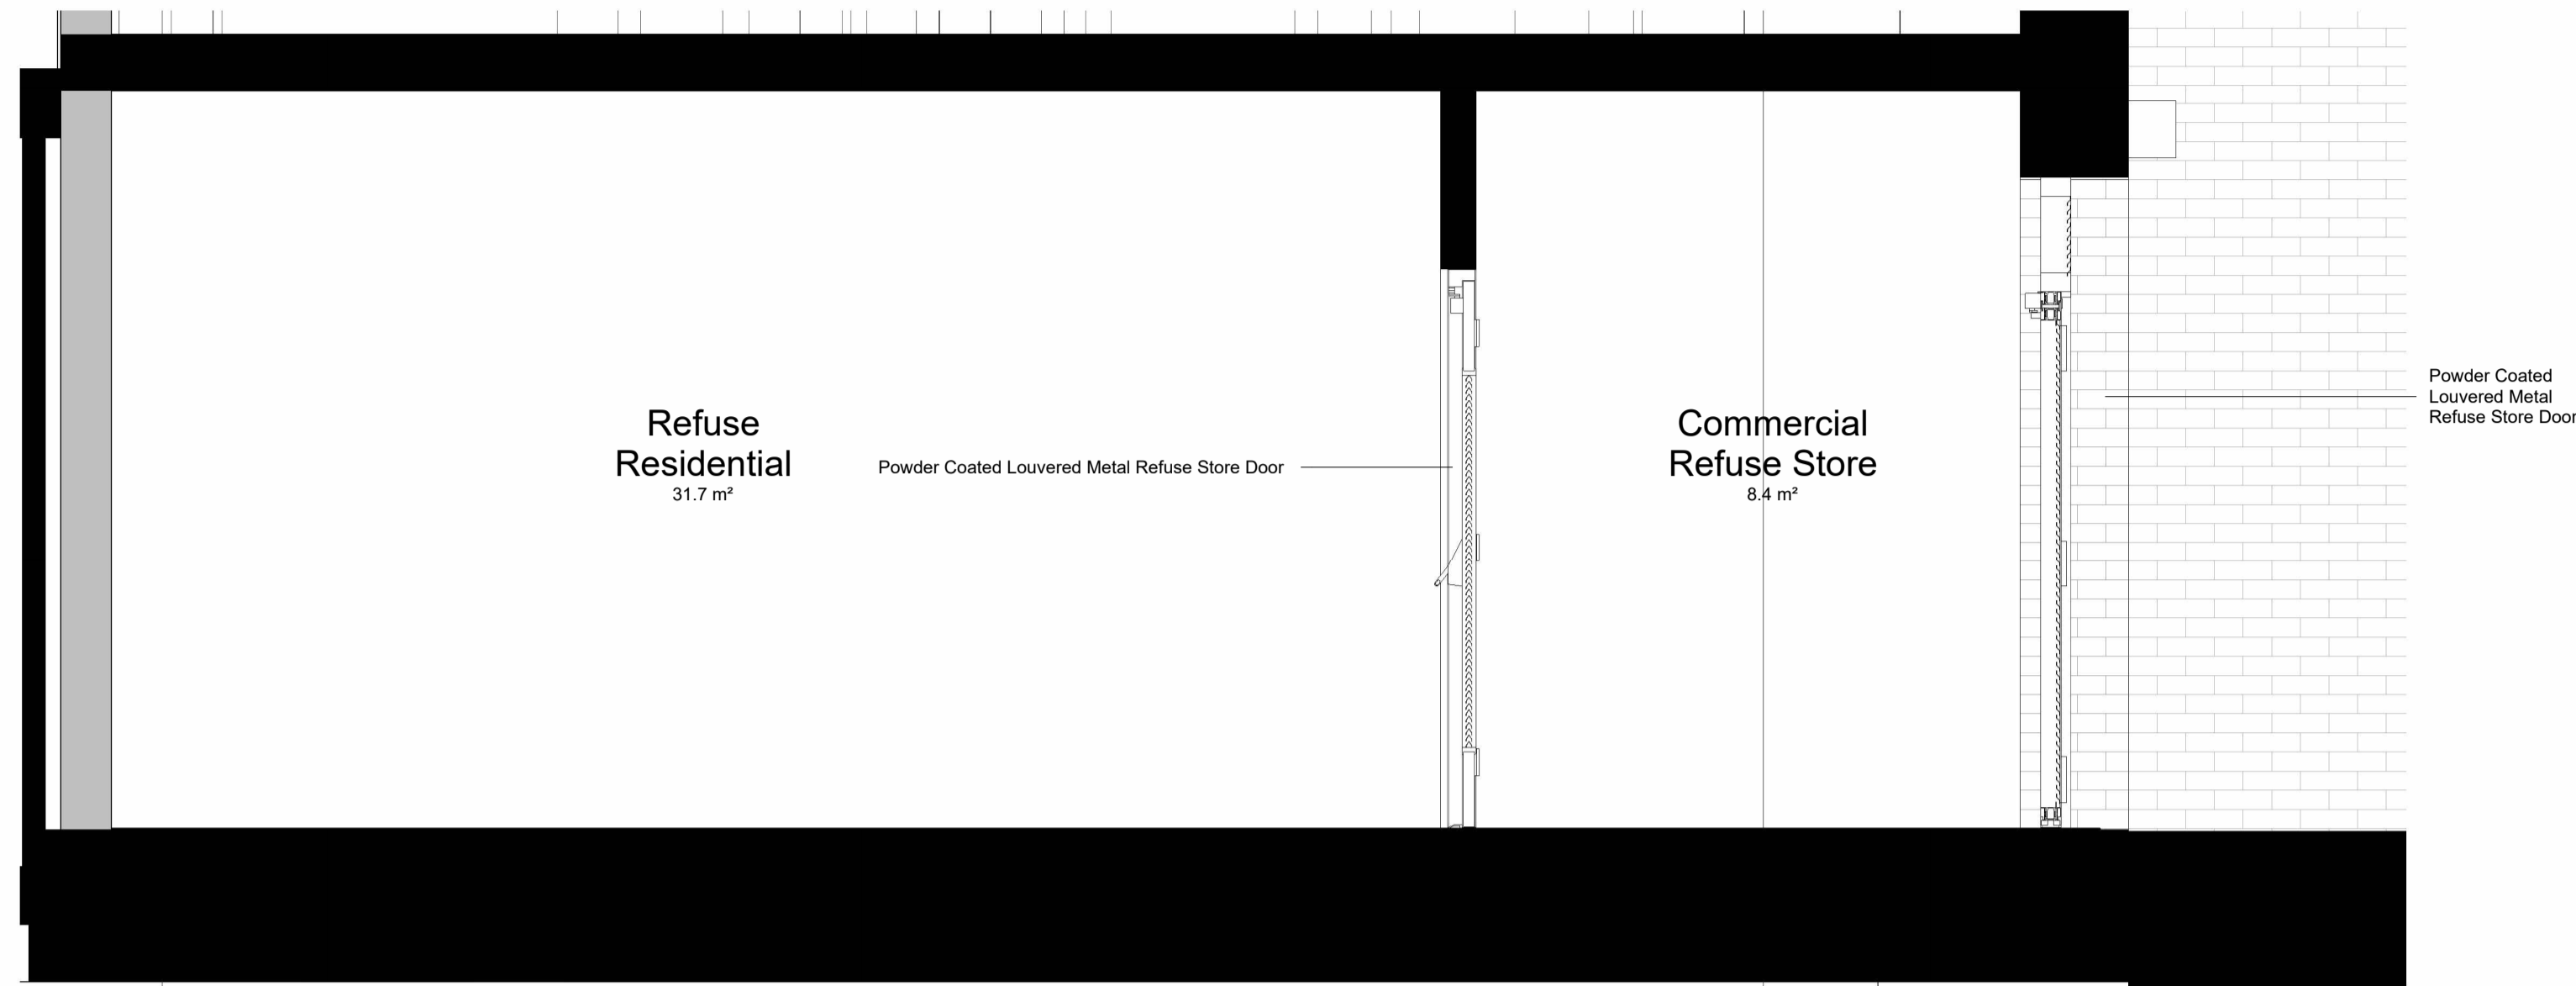 Refuse
Residential
31.7 m²
Powder Coated Louvered Metal Refuse Store Door
Commercial
Refuse Store
8.4 m²
Powder Coated
Louvered Metal
Refuse Store Door